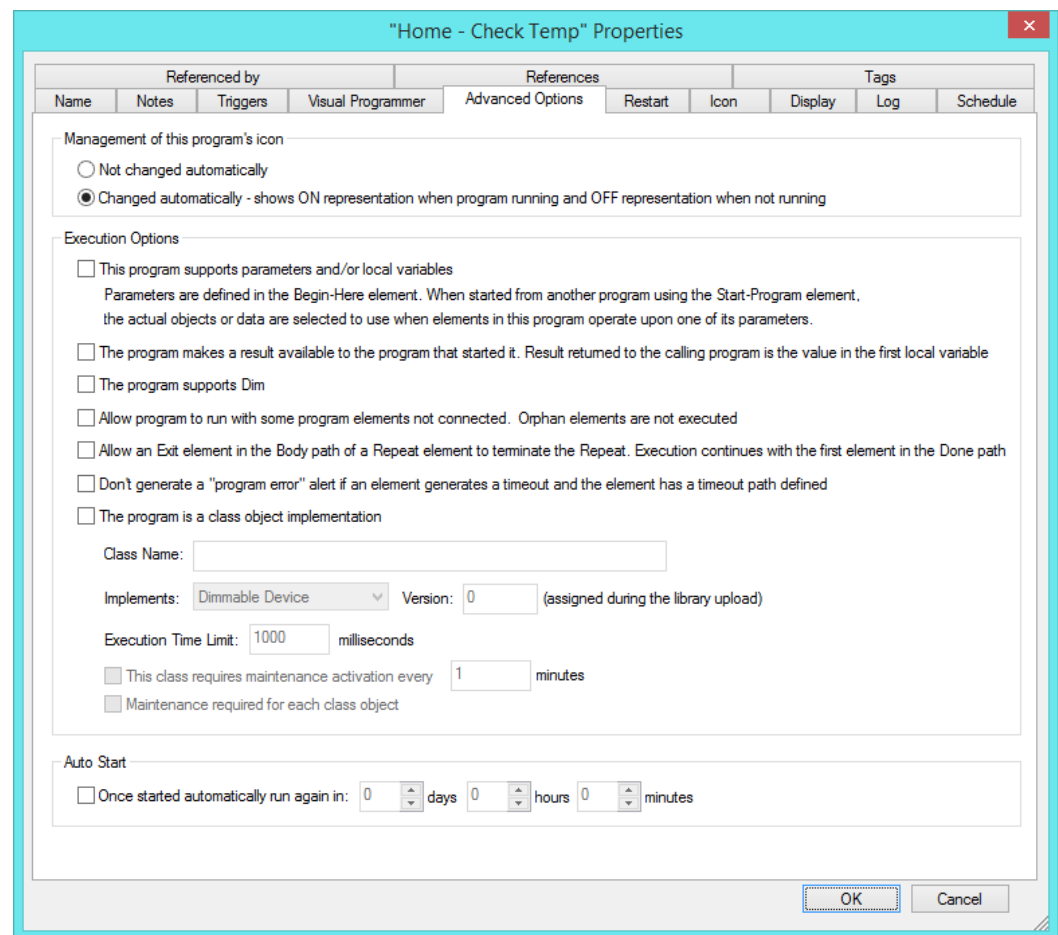 "Home - Check Temp" Properties
Referenced by References Tags
Name Notes Triggers Visual Programmer Advanced Options Restart Icon Display Log Schedule
Management of this program's icon
Not changed automatically
Changed automatically - shows ON representation when program running and OFF representation when not running
Execution Options
This program supports parameters and/or local variables
Parameters are defined in the Begin-Here element. When started from another program using the Start-Program element,
the actual objects or data are selected to use when elements in this program operate upon one of its parameters.
The program makes a result available to the program that started it. Result returned to the calling program is the value in the first local variable
The program supports Dim
Allow program to run with some program elements not connected. Orphan elements are not executed
Allow an Exit element in the Body path of a Repeat element to terminate the Repeat. Execution continues with the first element in the Done path
Don't generate a "program error" alert if an element generates a timeout and the element has a timeout path defined
The program is a class object implementation
Class Name:
Implements: Dimmable Device Version: 0 (assigned during the library upload)
Execution Time Limit: 1000 milliseconds
This class requires maintenance activation every 1 minutes
Maintenance required for each class object
Auto Start
Once started automatically run again in: 0 days 0 hours 0 minutes
OK Cancel